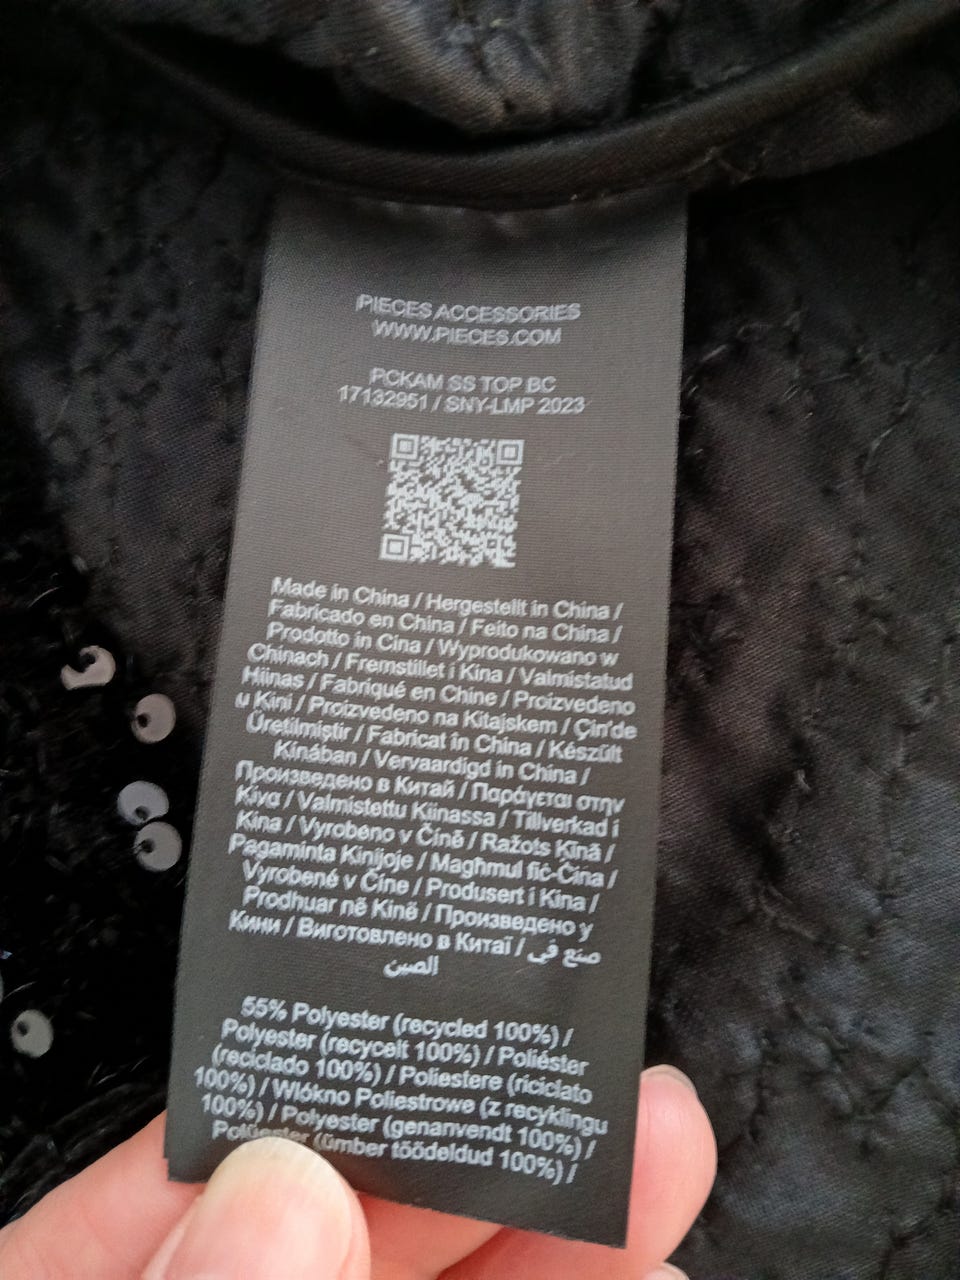 PIECES ACCESSORIES
WWW.PIECES.COM
PCKAM SS TOP BC
17132951 / SNY-LMP 2023
Made in China / Hergestellt in China /
Fabricado en China / Feito na China /
Prodotto in Cina / Wyprodukowano w
Chinach / Fremstillet i Kina / Valmistatud
Hiinas / Fabriqué en Chine / Proizvedeno
u Kini / Proizvedeno na Kitajskem / Çin'de
Üretilmiştir / Fabricat în China / Készült
Kínában / Vervaardigd in China /
Произведено в Китай / Παράγεται στην
Κίνα / Valmistettu Kiinassa / Tillverkad i
Kina / Vyrobeno v Číně / Ražots Ķīnā /
Pagaminta Kinijoje / Magħmul fiċ-Ċina /
Vyrobené v Číne / Produsert i Kina /
Prodhuar në Kinë / Произведено у
Кини / Виготовлено в Китаї / صنع في
الصين
55% Polyester (recycled 100%) /
Polyester (recycelt 100%) / Poliéster
(reciclado 100%) / Poliestere (riciclato
100%) / Włókno Poliestrowe (z recyklingu
100%) / Polyester (genanvendt 100%) /
Polüester (ümber töödeldud 100%) /